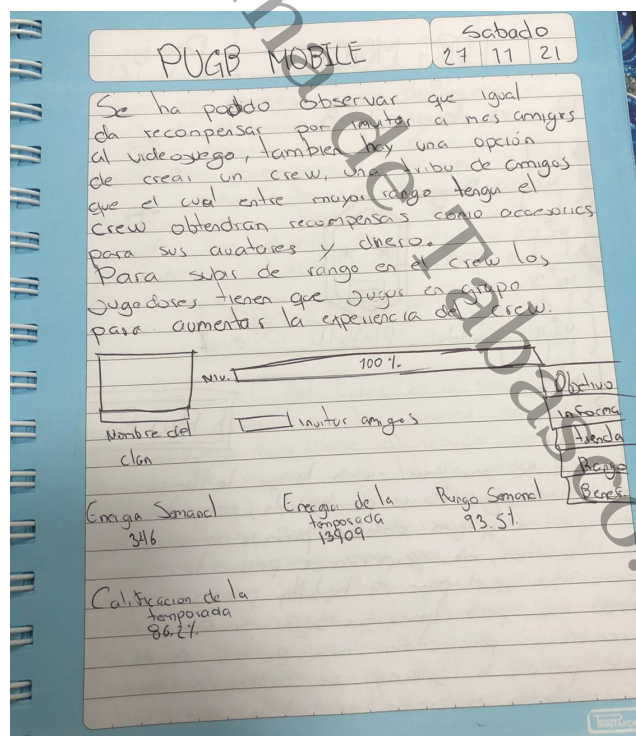 PUGB MOBILE
Sabado
27 11 21
Se ha podido observar que igual
da recompensar por invitar a mas amigos
al videojuego, tambien hay una opción
de crear un crew, una tribu de amigos
que el cual entre mayor rango tenga el
crew obtendran recompensas como accesorios
para sus avatares y dinero.
Para subir de rango en el crew los
jugadores tienen que jugar en grupo
para aumentar la experiencia del crew.
NIV. 100 %
Objetivo
Informa
tienda
Rango
Benef
Nombre del
clan
invitar amigos
Energia Semanal
346
Energia de la
temporada
13909
Rango Semanal
93.5%
Calificacion de la
temporada
86.2%
na de Tabasco.